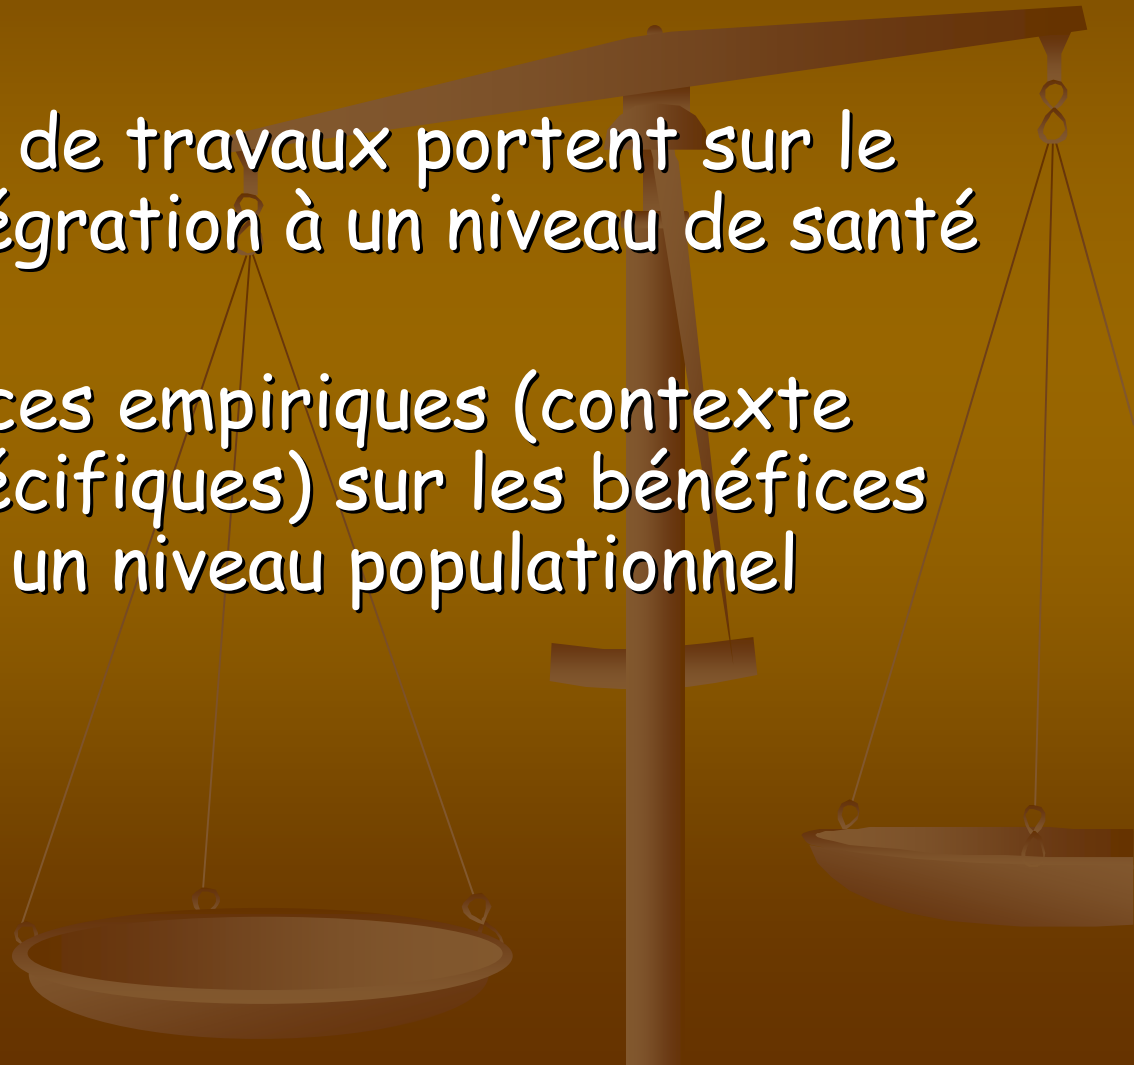 de travaux portent sur le
égration à un niveau de santé
ces empiriques (contexte
écifiques) sur les bénéfices
un niveau populationnel